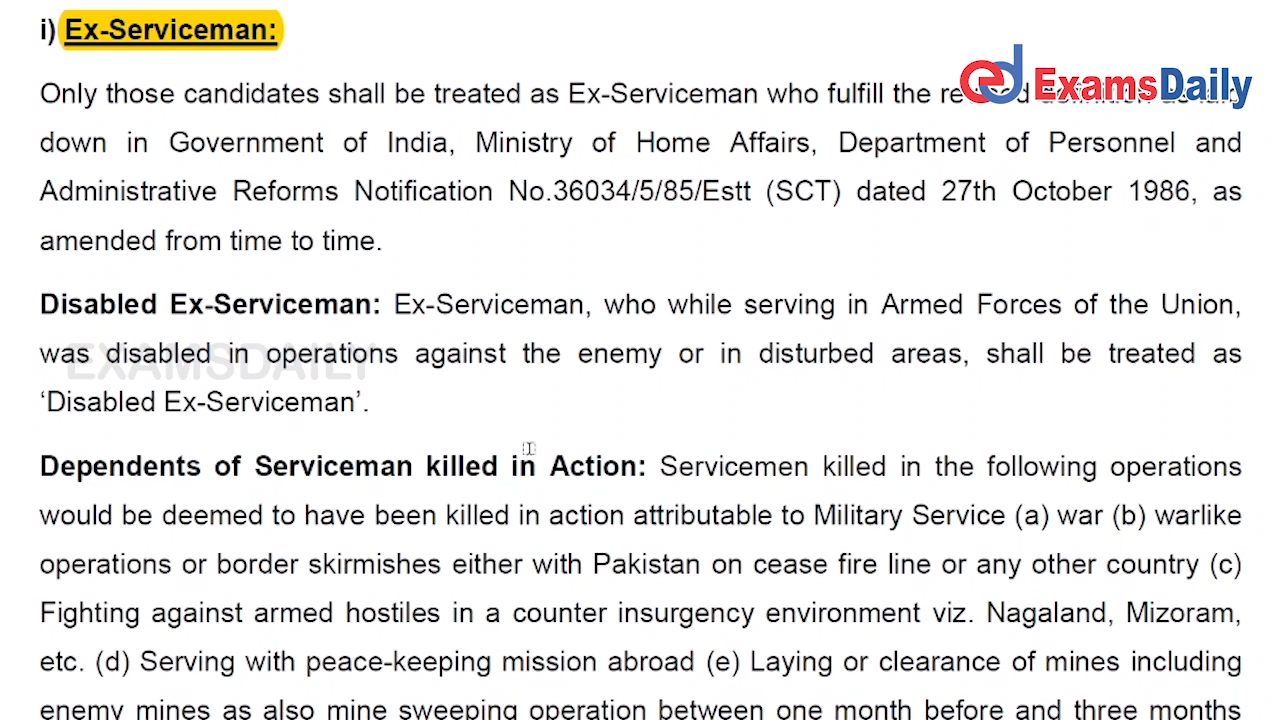 i) Ex-Serviceman:
ExamsDaily
Only those candidates shall be treated as Ex-Serviceman who fulfill the
down in Government of India, Ministry of Home Affairs, Department of Personnel and
Administrative Reforms Notification No.36034/5/85/Estt (SCT) dated 27th October 1986, as
amended from time to time.
Disabled Ex-Serviceman: Ex-Serviceman, who while serving in Armed Forces of the Union,
was disabled in operations against the enemy or in disturbed areas, shall be treated as
EXAMSDAILY
‘Disabled Ex-Serviceman’.
Dependents of Serviceman killed in Action: Servicemen killed in the following operations
would be deemed to have been killed in action attributable to Military Service (a) war (b) warlike
operations or border skirmishes either with Pakistan on cease fire line or any other country (c)
Fighting against armed hostiles in a counter insurgency environment viz. Nagaland, Mizoram,
etc. (d) Serving with peace-keeping mission abroad (e) Laying or clearance of mines including
enemy mines as also mine sweeping operation between one month before and three months